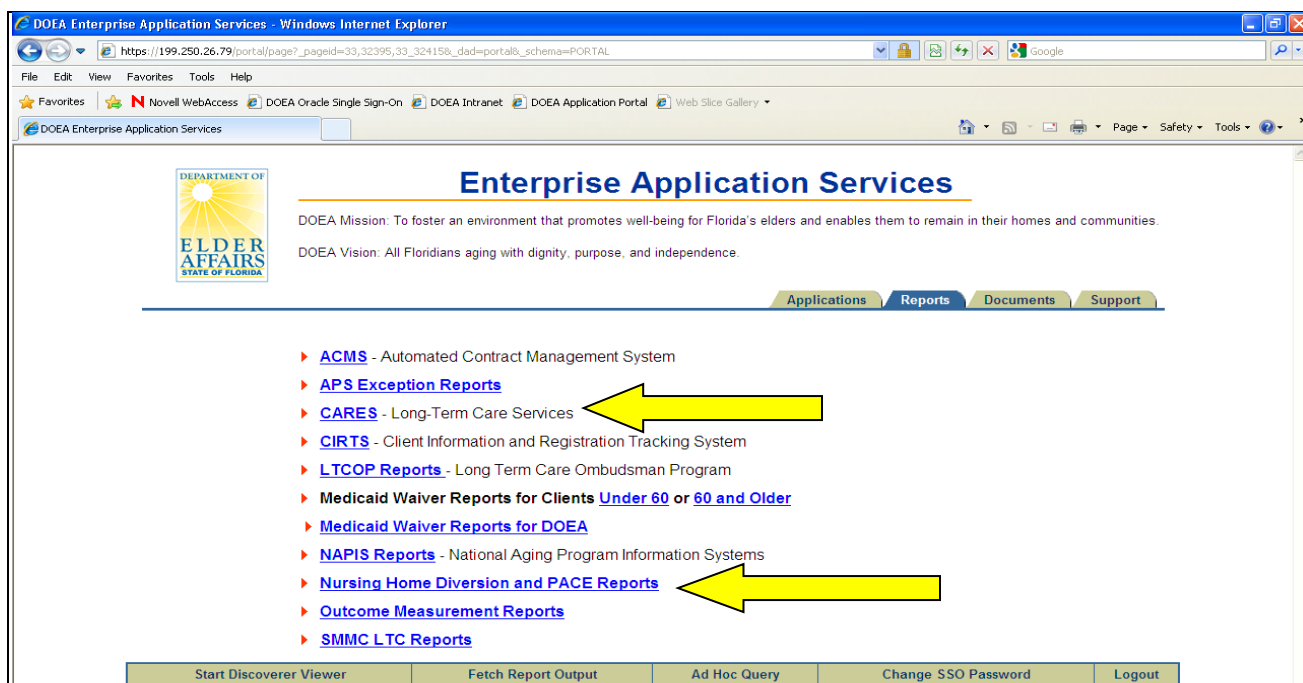 DOEA Enterprise Application Services - Windows Internet Explorer
https://199.250.26.79/portal/page?_pageid=33,32395,33_32415&_dad=portal&_schema=PORTAL
Google
File Edit View Favorites Tools Help
Favorites N Novell WebAccess DOEA Oracle Single Sign-On DOEA Intranet DOEA Application Portal Web Slice Gallery
DOEA Enterprise Application Services
Page Safety Tools
DEPARTMENT OF
ELDER
AFFAIRS
STATE OF FLORIDA
Enterprise Application Services
DOEA Mission: To foster an environment that promotes well-being for Florida's elders and enables them to remain in their homes and communities.
DOEA Vision: All Floridians aging with dignity, purpose, and independence.
Applications Reports Documents Support
ACMS - Automated Contract Management System
APS Exception Reports
CARES - Long-Term Care Services
CIRTS - Client Information and Registration Tracking System
LTCOP Reports - Long Term Care Ombudsman Program
Medicaid Waiver Reports for Clients Under 60 or 60 and Older
Medicaid Waiver Reports for DOEA
NAPIS Reports - National Aging Program Information Systems
Nursing Home Diversion and PACE Reports
Outcome Measurement Reports
SMMC LTC Reports
Start Discoverer Viewer Fetch Report Output Ad Hoc Query Change SSO Password Logout